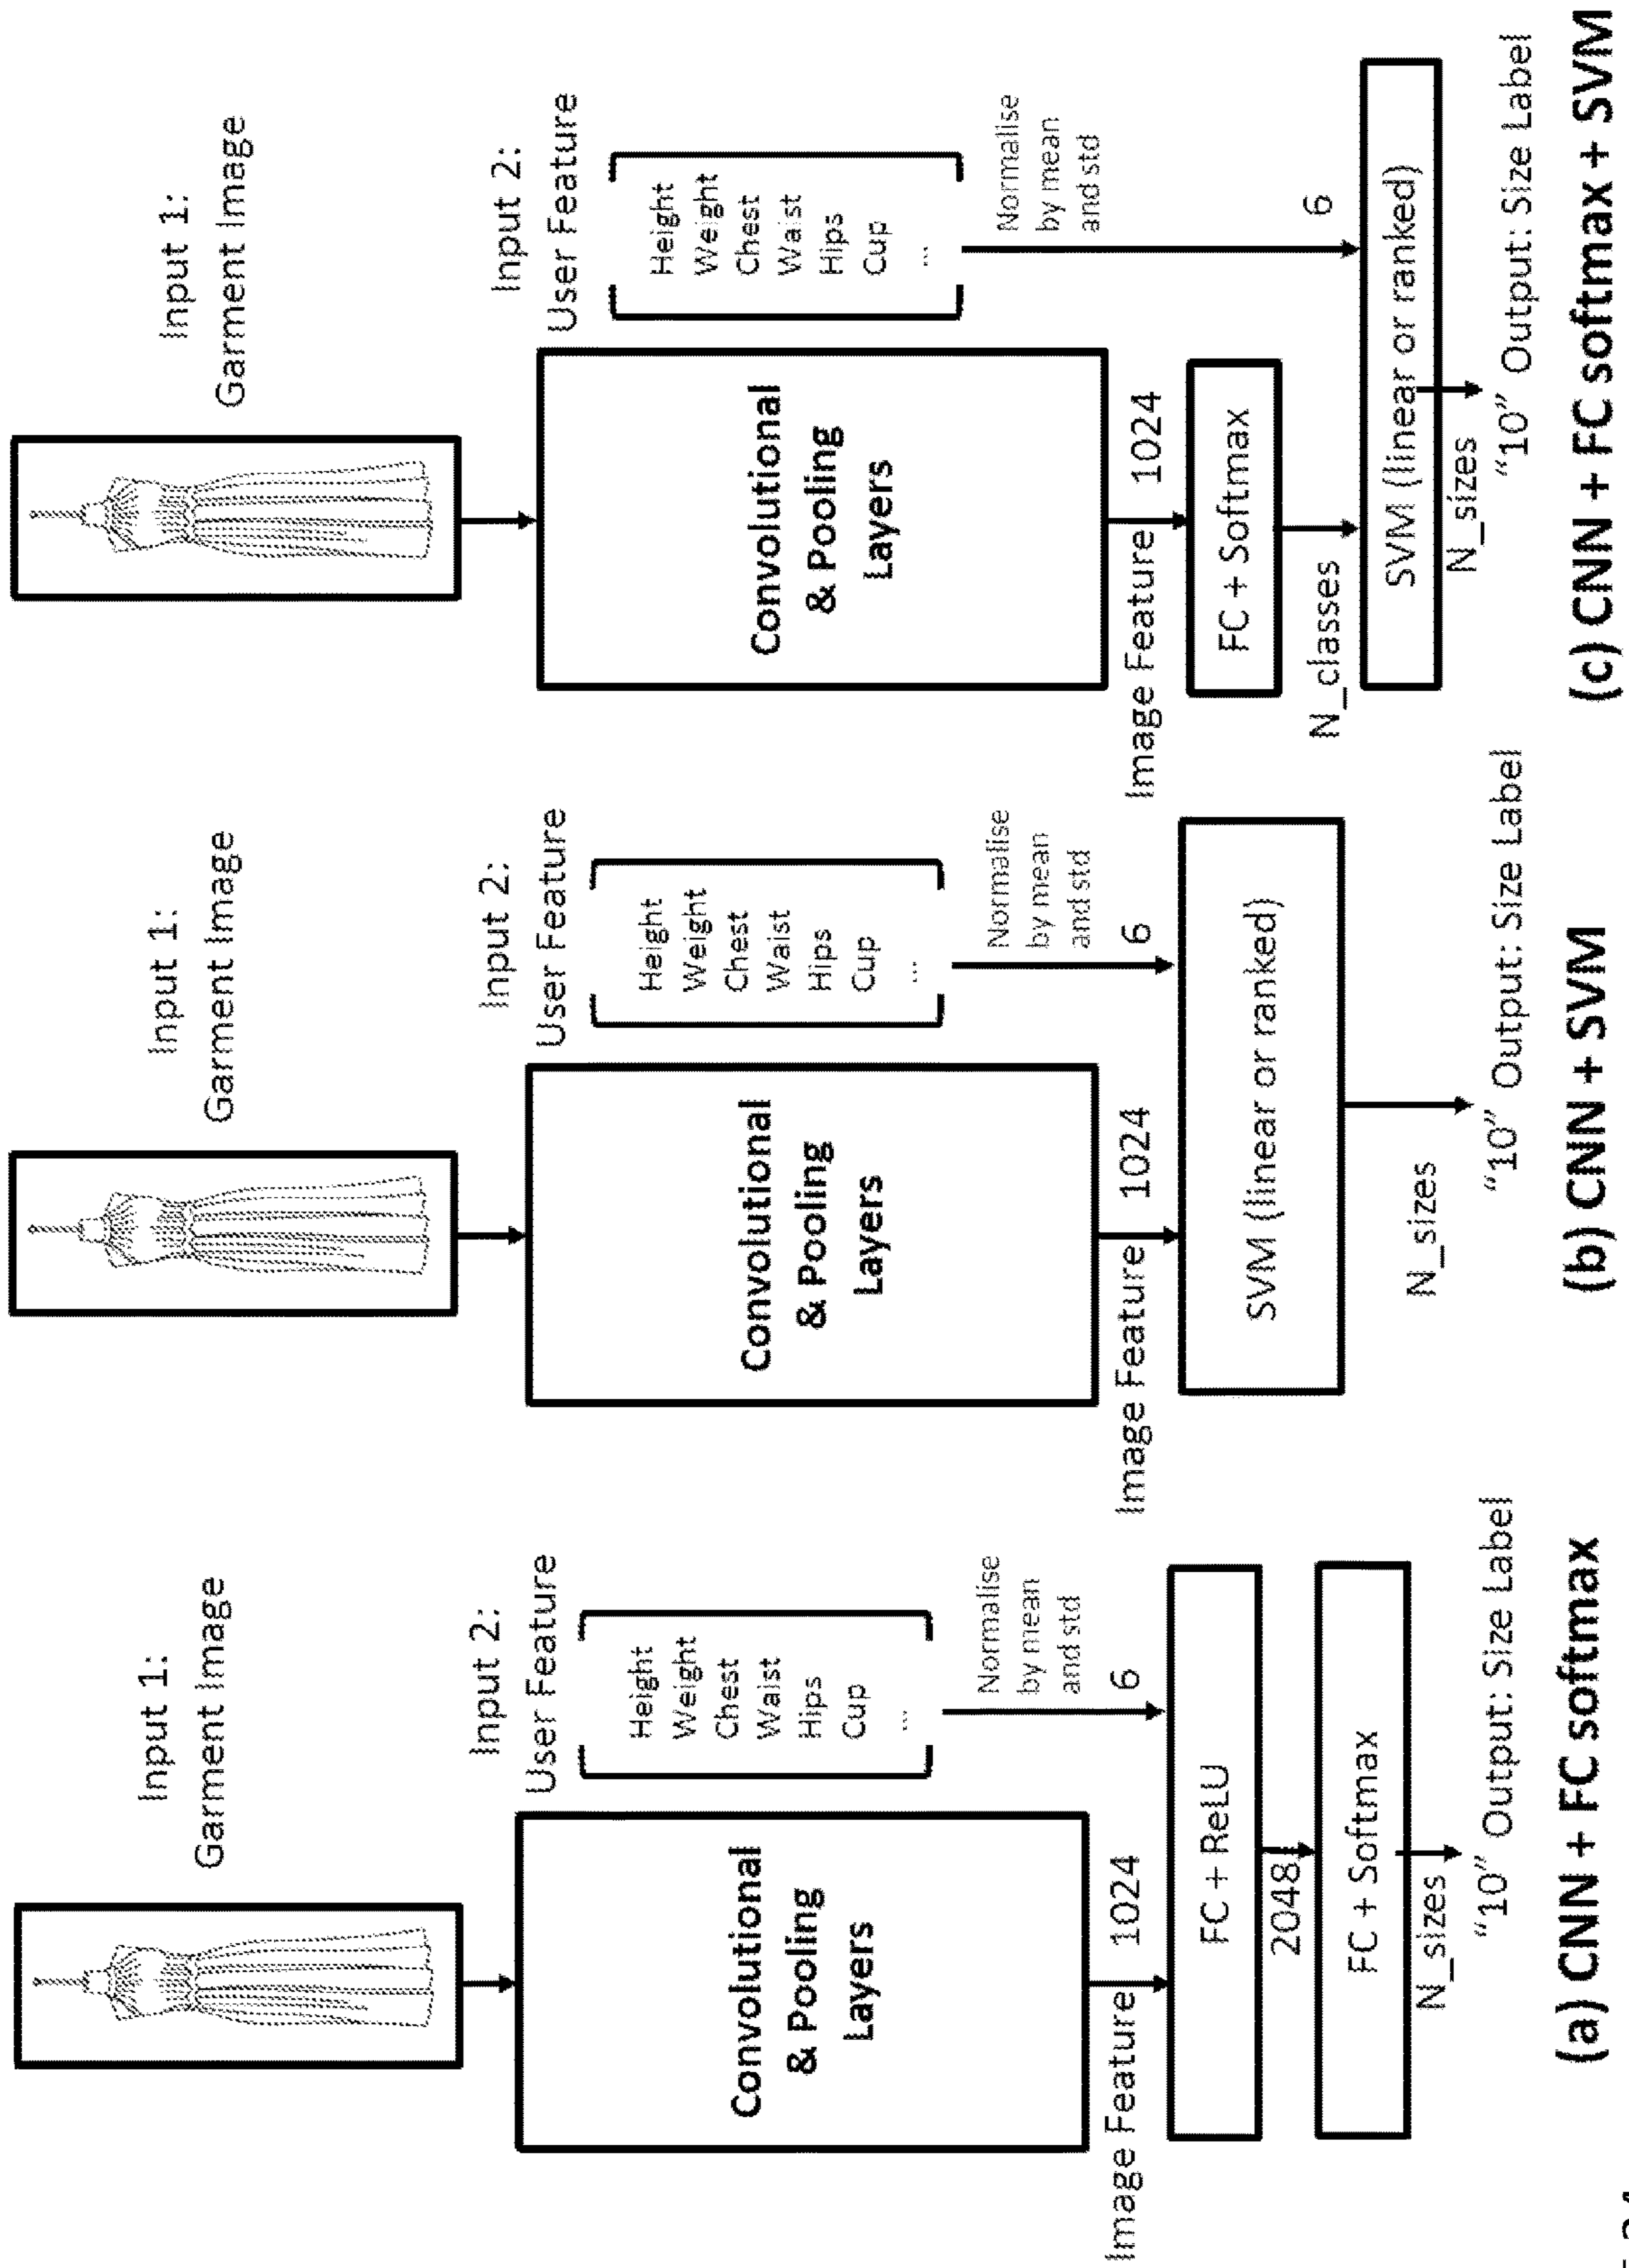 Input 1:
Garment Image
Input 2:
User Feature
Height
Weight
Chest
Waist
Hips
Cup
...
Convolutional
& Pooling
Layers
Normalise
by mean
and std
Image Feature 1024
6
FC + ReLU
2048
FC + Softmax
N_sizes
“10” Output: Size Label
(a) CNN + FC softmax
Input 1:
Garment Image
Input 2:
User Feature
Height
Weight
Chest
Waist
Hips
Cup
...
Convolutional
& Pooling
Layers
Normalise
by mean
and std
Image Feature 1024
6
SVM (linear or ranked)
N_sizes
“10” Output: Size Label
(b) CNN + SVM
Input 1:
Garment Image
Input 2:
User Feature
Height
Weight
Chest
Waist
Hips
Cup
...
Convolutional
& Pooling
Layers
Normalise
by mean
and std
Image Feature 1024
FC + Softmax
N_classes
6
SVM (linear or ranked)
N_sizes
“10” Output: Size Label
(c) CNN + FC softmax + SVM